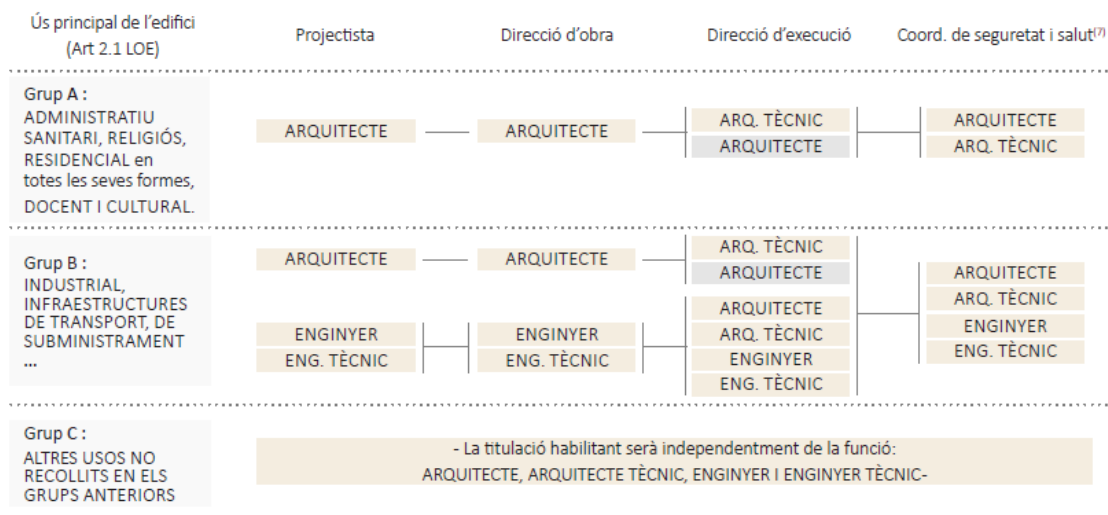 Ús principal de l'edifici
(Art 2.1 LOE)
Projectista
Direcció d'obra
Direcció d'execució
Coord. de seguretat i salut(7)
Grup A :
ADMINISTRATIU
SANITARI, RELIGIÓS,
RESIDENCIAL en
totes les seves formes,
DOCENT I CULTURAL.
ARQUITECTE
ARQUITECTE
ARQ. TÈCNIC
ARQUITECTE
ARQUITECTE
ARQ. TÈCNIC
Grup B :
INDUSTRIAL,
INFRAESTRUCTURES
DE TRANSPORT, DE
SUBMINISTRAMENT
...
ARQUITECTE
ARQUITECTE
ARQ. TÈCNIC
ARQUITECTE
ENGINYER
ENG. TÈCNIC
ENGINYER
ENG. TÈCNIC
ARQUITECTE
ARQ. TÈCNIC
ENGINYER
ENG. TÈCNIC
ARQUITECTE
ARQ. TÈCNIC
ENGINYER
ENG. TÈCNIC
Grup C :
ALTRES USOS NO
RECOLLITS EN ELS
GRUPS ANTERIORS
- La titulació habilitant serà independentment de la funció:
ARQUITECTE, ARQUITECTE TÈCNIC, ENGINYER I ENGINYER TÈCNIC-